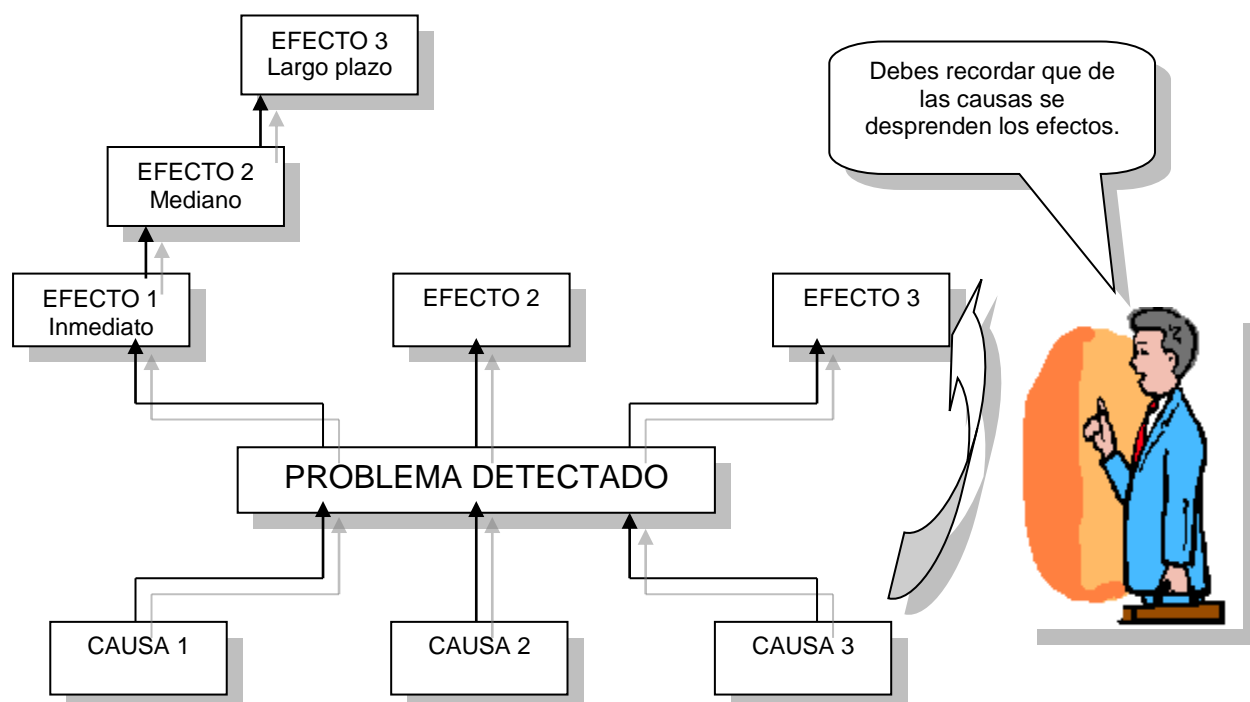 EFECTO 3
Largo plazo
Debes recordar que de
las causas se
desprenden los efectos.
EFECTO 2
Mediano
EFECTO 1
Inmediato
EFECTO 2
EFECTO 3
PROBLEMA DETECTADO
CAUSA 1
CAUSA 2
CAUSA 3